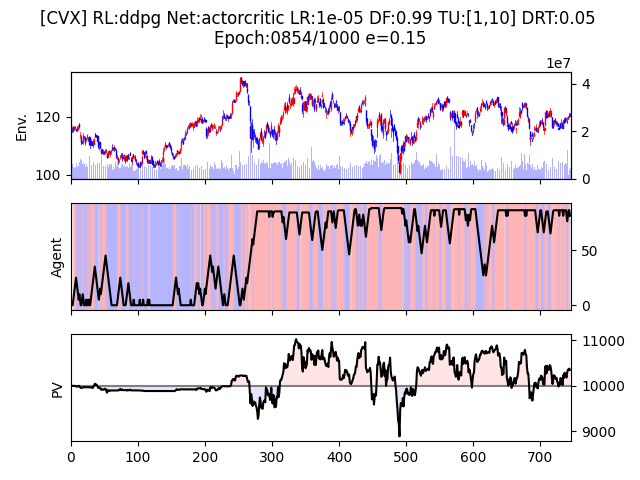 [CVX] RL:ddpg Net:actorcritic LR:1e-05 DF:0.99 TU:[1,10] DRT:0.05
Epoch:0854/1000 e=0.15
1e7
Env.
120
100
4
2
0
Agent
50
0
PV
11000
10000
9000
0 100 200 300 400 500 600 700